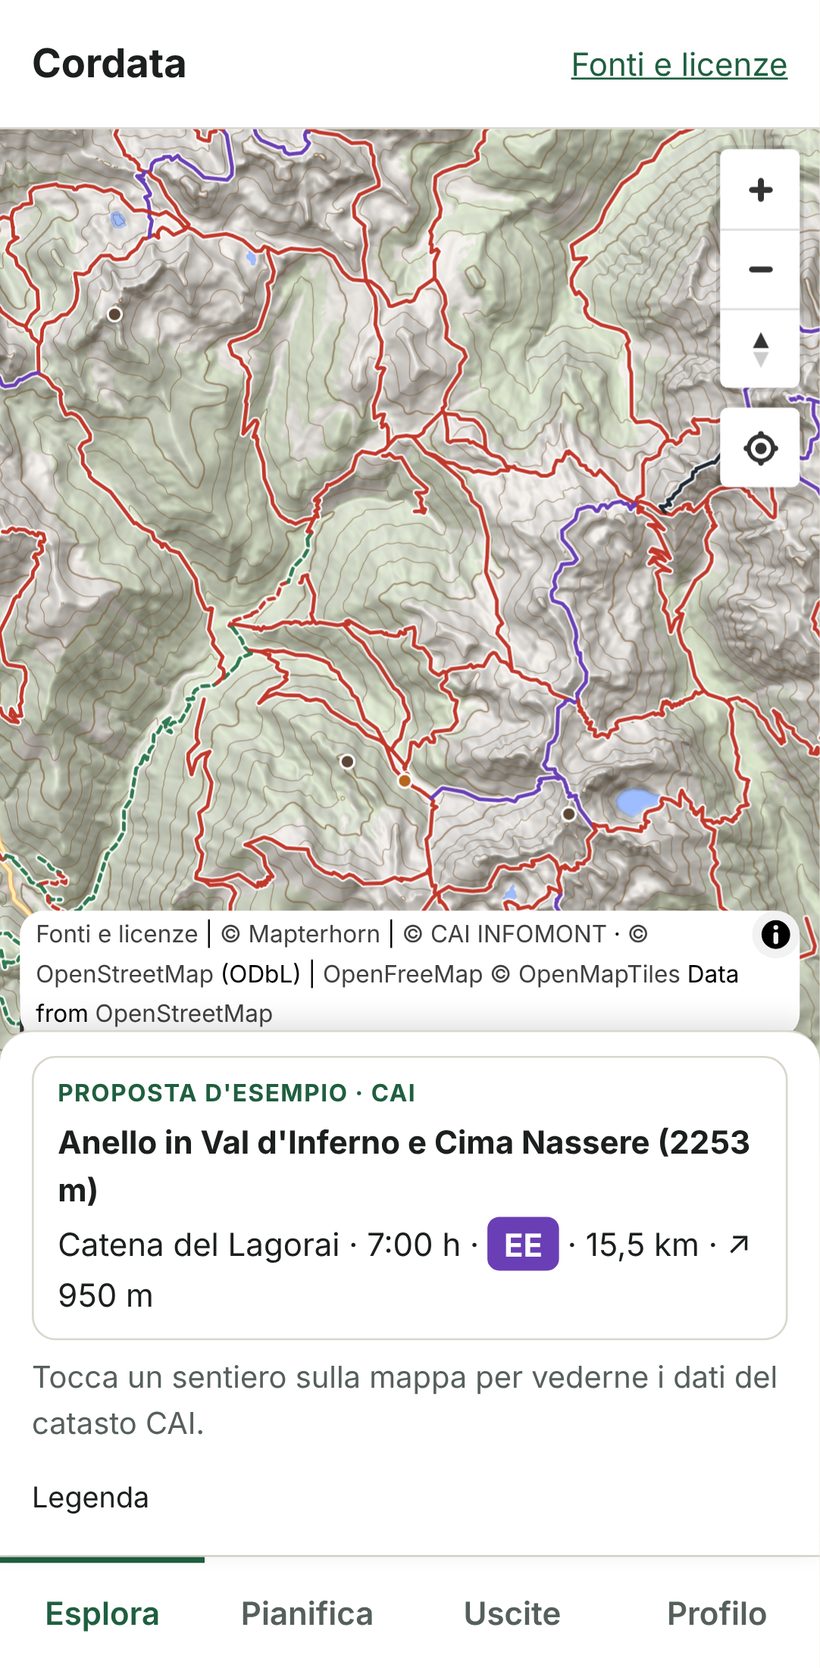 Cordata
Fonti e licenze
Fonti e licenze | © Mapterhorn | © CAI INFOMONT · ©
OpenStreetMap (ODbL) | OpenFreeMap © OpenMapTiles Data
from OpenStreetMap
PROPOSTA D'ESEMPIO · CAI
Anello in Val d'Inferno e Cima Nassere (2253
m)
Catena del Lagorai · 7:00 h · EE · 15,5 km · ↗
950 m
Tocca un sentiero sulla mappa per vederne i dati del
catasto CAI.
Legenda
Esplora
Pianifica
Uscite
Profilo